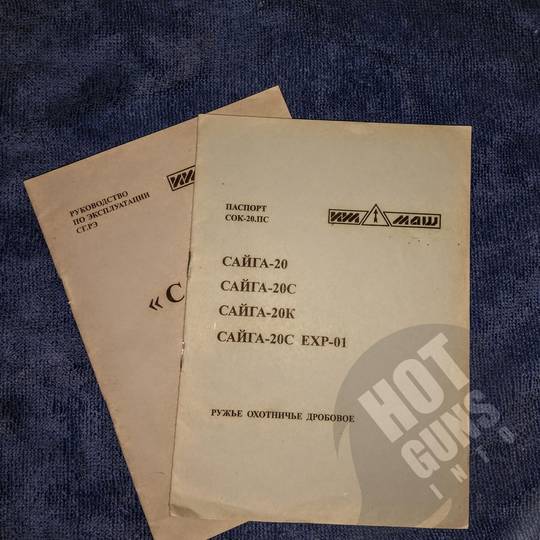 РУКОВОДСТВО
ПО ЭКСПЛУАТАЦИИ
СГ.РЭ
«С
ПАСПОРТ
СОК-20.ПС
ИЖ МАШ
САЙГА-20
САЙГА-20С
САЙГА-20К
САЙГА-20С EXP-01
РУЖЬЕ ОХОТНИЧЬЕ ДРОБОВОЕ
HOT
GUNS
INFO